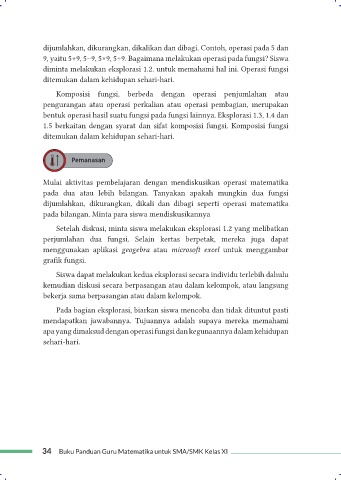 dijumlahkan, dikurangkan, dikalikan dan dibagi. Contoh, operasi pada 5 dan
9, yaitu 5+9, 5−9, 5×9, 5÷9. Bagaimana melakukan operasi pada fungsi? Siswa
diminta melakukan eksplorasi 1.2. untuk memahami hal ini. Operasi fungsi
ditemukan dalam kehidupan sehari-hari.
Komposisi fungsi, berbeda dengan operasi penjumlahan atau
pengurangan atau operasi perkalian atau operasi pembagian, merupakan
bentuk operasi hasil suatu fungsi pada fungsi lainnya. Eksplorasi 1.3, 1.4 dan
1.5 berkaitan dengan syarat dan sifat komposisi fungsi. Komposisi fungsi
ditemukan dalam kehidupan sehari-hari.
Pemanasan
Mulai aktivitas pembelajaran dengan mendiskusikan operasi matematika
pada dua atau lebih bilangan. Tanyakan apakah mungkin dua fungsi
dijumlahkan, dikurangkan, dikali dan dibagi seperti operasi matematika
pada bilangan. Minta para siswa mendiskusikannya
Setelah diskusi, minta siswa melakukan eksplorasi 1.2 yang melibatkan
penjumlahan dua fungsi. Selain kertas berpetak, mereka juga dapat
menggunakan aplikasi geogebra atau microsoft excel untuk menggambar
grafik fungsi.
Siswa dapat melakukan kedua eksplorasi secara individu terlebih dahulu
kemudian diskusi secara berpasangan atau dalam kelompok, atau langsung
bekerja sama berpasangan atau dalam kelompok.
Pada bagian eksplorasi, biarkan siswa mencoba dan tidak dituntut pasti
mendapatkan jawabannya. Tujuannya adalah supaya mereka memahami
apa yang dimaksud dengan operasi fungsi dan kegunaannya dalam kehidupan
sehari-hari.
34 Buku Panduan Guru Matematika untuk SMA/SMK Kelas XI